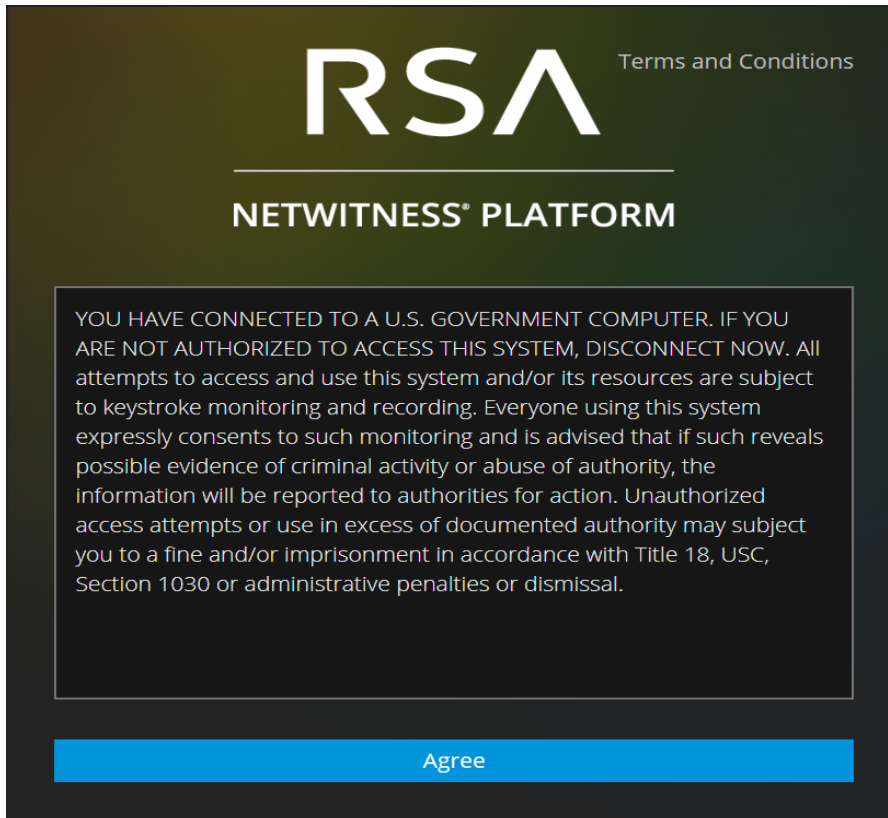 RSA
Terms and Conditions
NETWITNESS® PLATFORM
YOU HAVE CONNECTED TO A U.S. GOVERNMENT COMPUTER. IF YOU
ARE NOT AUTHORIZED TO ACCESS THIS SYSTEM, DISCONNECT NOW. All
attempts to access and use this system and/or its resources are subject
to keystroke monitoring and recording. Everyone using this system
expressly consents to such monitoring and is advised that if such reveals
possible evidence of criminal activity or abuse of authority, the
information will be reported to authorities for action. Unauthorized
access attempts or use in excess of documented authority may subject
you to a fine and/or imprisonment in accordance with Title 18, USC,
Section 1030 or administrative penalties or dismissal.
Agree